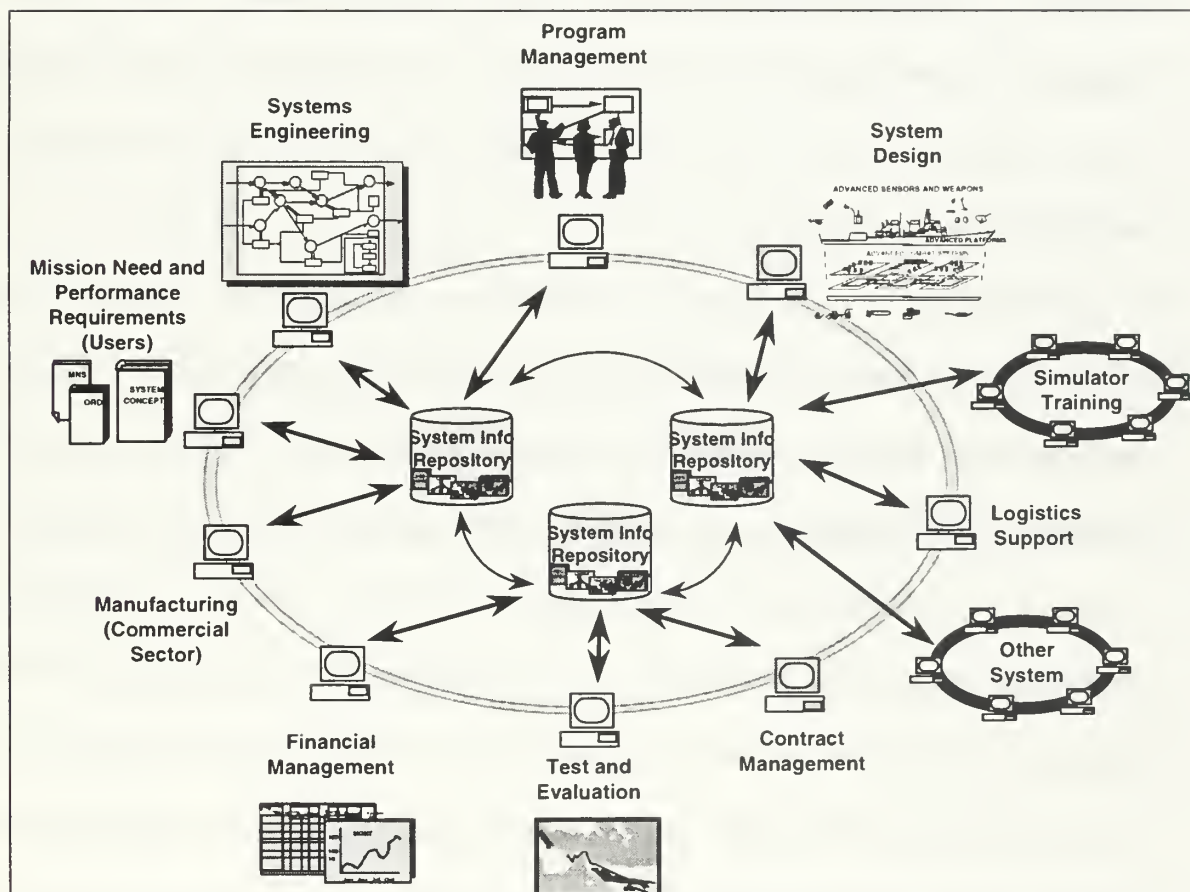 Program
Management
Systems
Engineering
System
Design
ADVANCED SENSORS AND WEAPONS
ADVANCED PLATFORMS
Mission Need and
Performance
Requirements
(Users)
MNS
ORD
SYSTEM
CONCEPT
System Info
Repository
System Info
Repository
System Info
Repository
Simulator
Training
Logistics
Support
Other
System
Manufacturing
(Commercial
Sector)
Financial
Management
Test and
Evaluation
Contract
Management